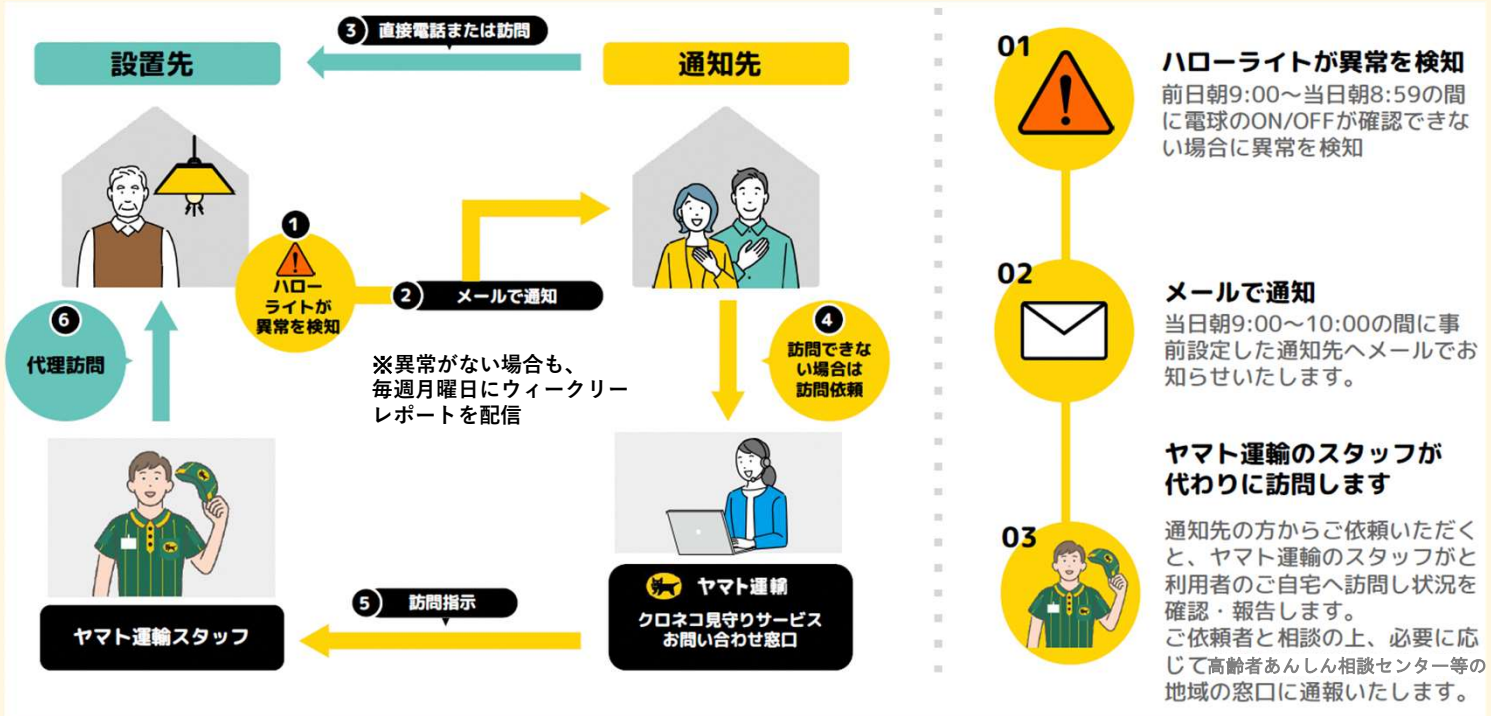 3 直接電話または訪問
設置先
通知先
1
ハロー
ライトが
異常を検知
2 メールで通知
6
代理訪問
4
訪問できな
い場合は
訪問依頼
※異常がない場合も、
毎週月曜日にウィークリー
レポートを配信
5 訪問指示
ヤマト運輸スタッフ
ヤマト運輸
クロネコ見守りサービス
お問い合わせ窓口
01
ハローライトが異常を検知
前日朝9:00～当日朝8:59の間
に電球のON/OFFが確認できな
い場合に異常を検知
02
メールで通知
当日朝9:00～10:00の間に事
前設定した通知先へメールでお
知らせいたします。
03
ヤマト運輸のスタッフが
代わりに訪問します
通知先の方からご依頼いただく
と、ヤマト運輸のスタッフがと
利用者のご自宅へ訪問し状況を
確認・報告します。
ご依頼者と相談の上、必要に応
じて高齢者あんしん相談センター等の
地域の窓口に通報いたします。